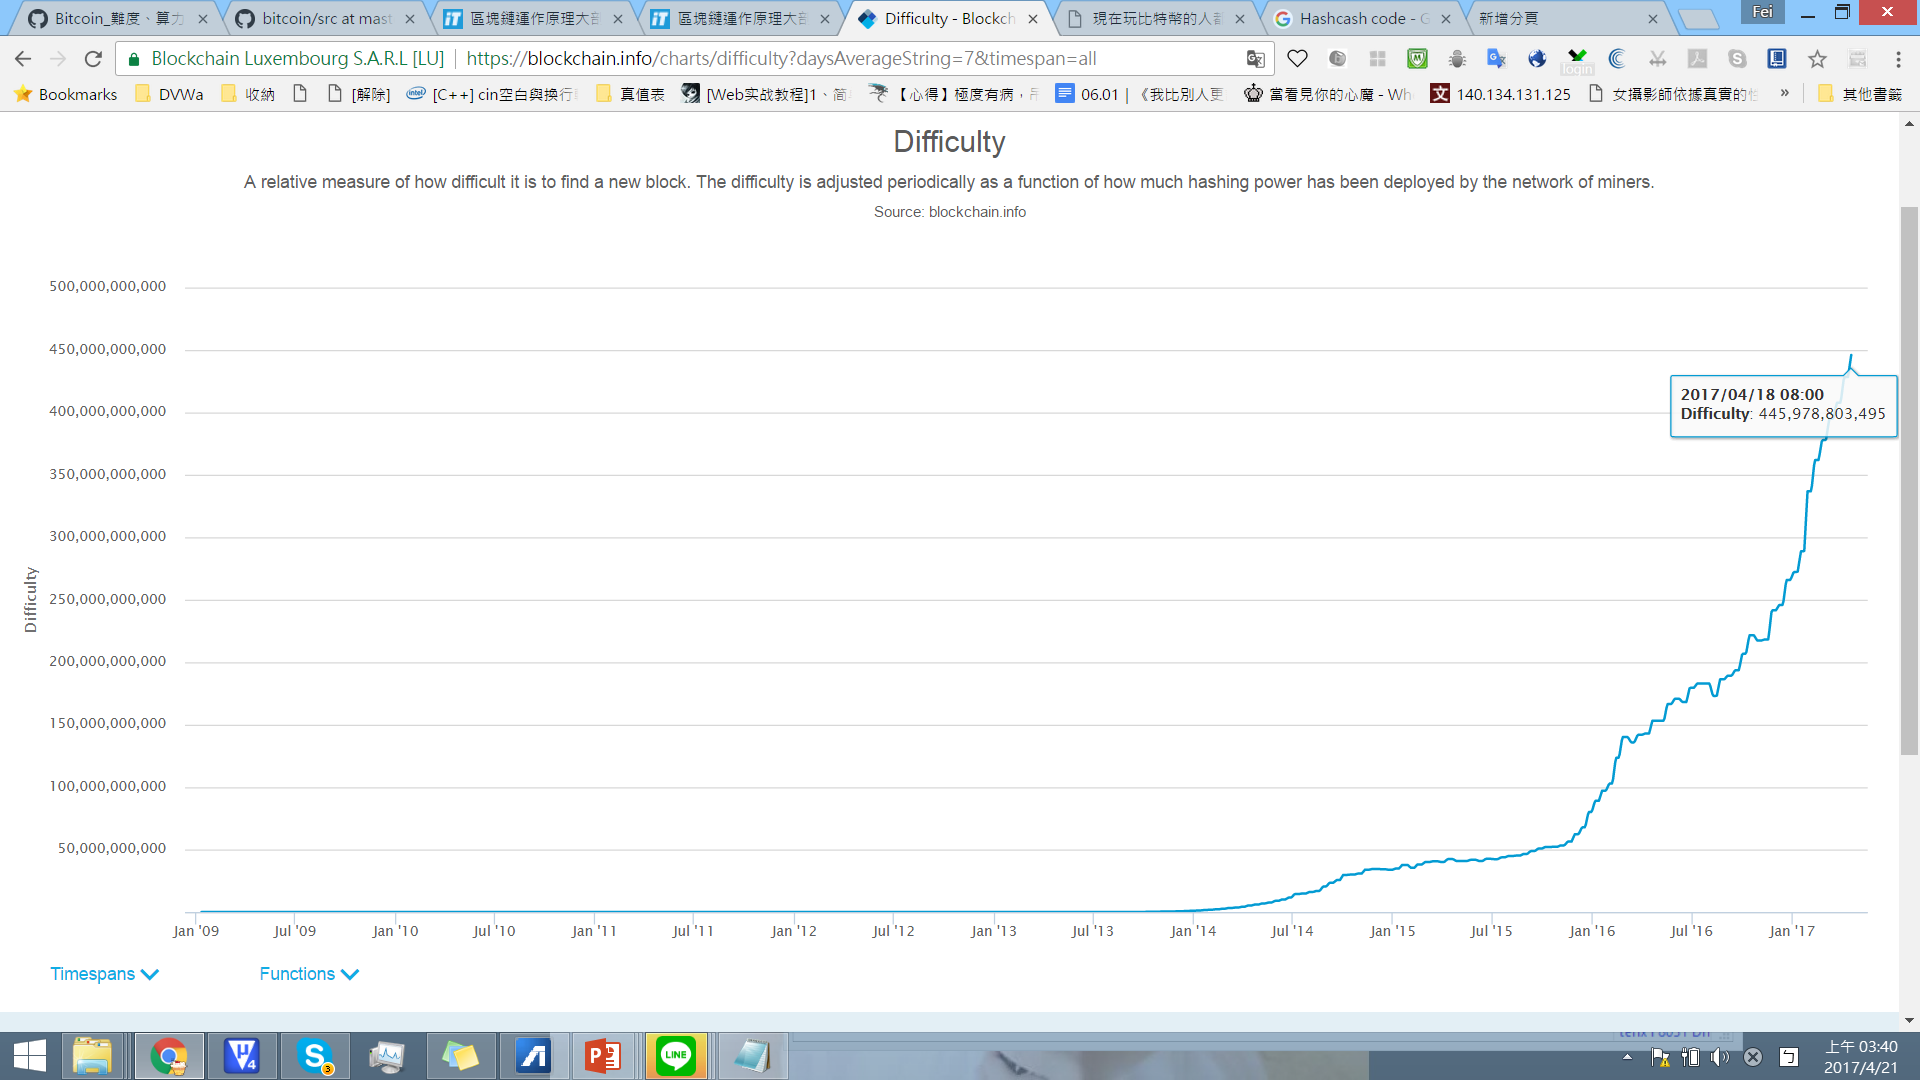 Bitcoin_難度、算力
bitcoin/src at mast
區塊鏈運作原理大部
區塊鏈運作原理大部
Difficulty - Blockch
現在玩比特幣的人都
Hashcash code - G
新增分頁
Fei
Blockchain Luxembourg S.A.R.L [LU]
https://blockchain.info/charts/difficulty?daysAverageString=7&timespan=all
login
Bookmarks
DVWa
收納
[解除]
[C++] cin空白與換行
真值表
[Web实战教程]1、简
【心得】極度有病，
06.01 | 《我比別人更
當看見你的心魔 - Wh
文 140.134.131.125
女攝影師依據真實的
»
其他書籤
Difficulty
A relative measure of how difficult it is to find a new block. The difficulty is adjusted periodically as a function of how much hashing power has been deployed by the network of miners.
Source: blockchain.info
500,000,000,000
450,000,000,000
400,000,000,000
350,000,000,000
300,000,000,000
250,000,000,000
200,000,000,000
150,000,000,000
100,000,000,000
50,000,000,000
Difficulty
2017/04/18 08:00
Difficulty: 445,978,803,495
Jan '09 Jul '09 Jan '10 Jul '10 Jan '11 Jul '11 Jan '12 Jul '12 Jan '13 Jul '13 Jan '14 Jul '14 Jan '15 Jul '15 Jan '16 Jul '16 Jan '17
Timespans
Functions
LINE
上午 03:40
2017/4/21